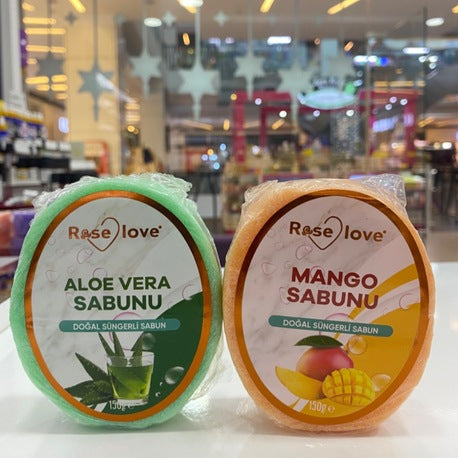 Rose love
ALOE VERA
SABUNU
DOĞAL SÜNGERLİ SABUN
150g e
Rose love
MANGO
SABUNU
DOĞAL SÜNGERLİ SABUN
150g e